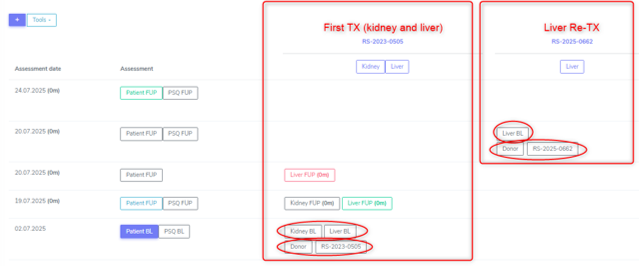 + Tools
First TX (kidney and liver) Liver Re-TX
RS-2023-0505 RS-2025-0662
Kidney Liver Liver
Assessment date Assessment
24.07.2025 (0m) Patient FUP PSQ FUP
20.07.2025 (0m) Patient FUP PSQ FUP Liver BL
Donor RS-2025-0662
20.07.2025 (0m) Patient FUP Liver FUP (0m)
19.07.2025 (0m) Patient FUP PSQ FUP Kidney FUP (0m) Liver FUP (0m)
02.07.2025 Patient BL PSQ BL Kidney BL Liver BL
Donor RS-2023-0505